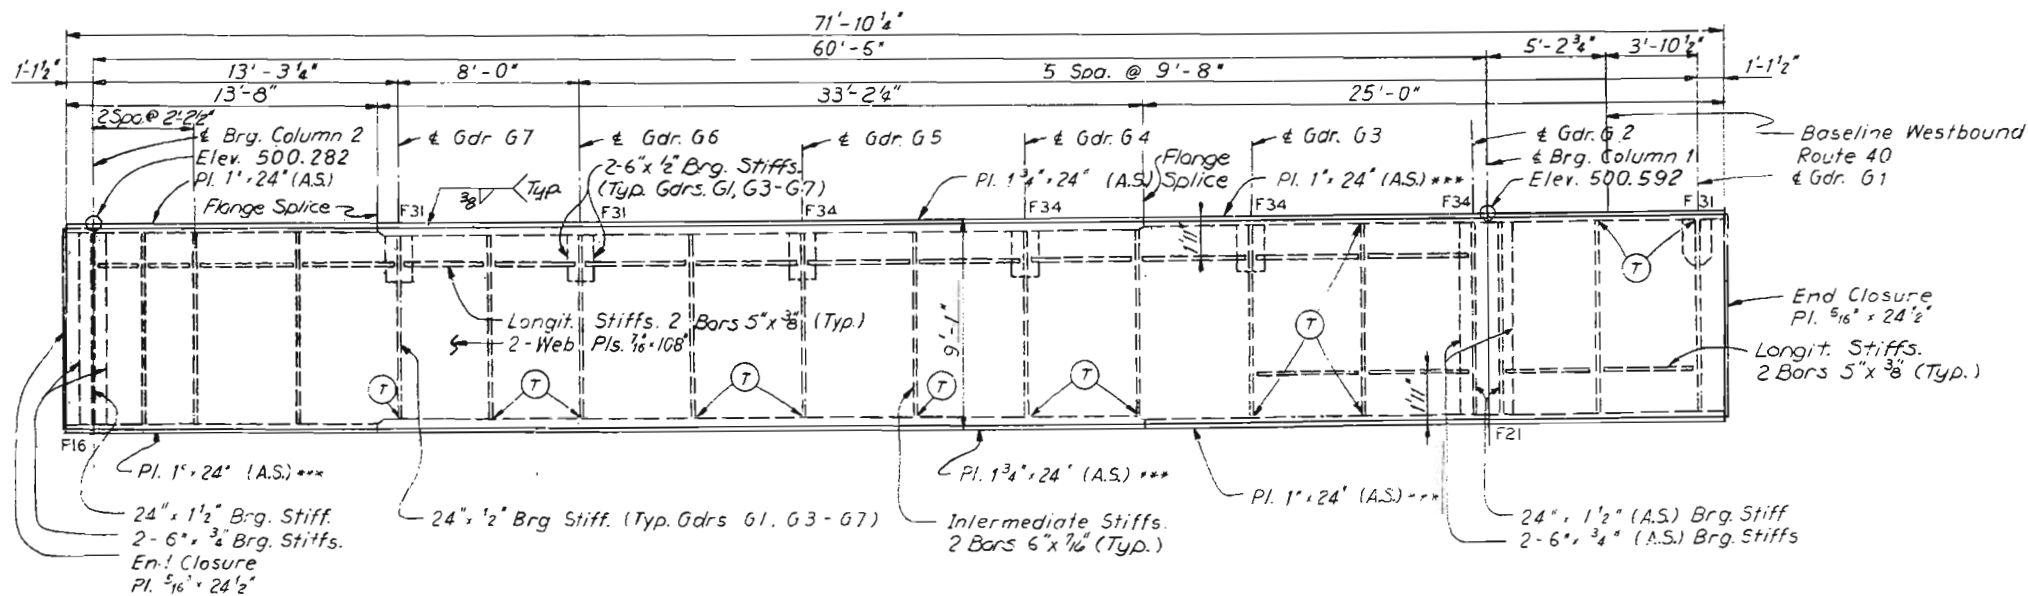 71'-10¼"
60'-5"
5'-2¾"
3'-10½"
1'-1½"
13'-3¼"
8'-0"
5 Spa. @ 9'-8"
1'-1½"
13'-8"
33'-2¼"
25'-0"
2 Spa.@ 2'-2½"
℄ Brg. Column 2
Elev. 500.282
Pl. 1"×24" (A.S.)
Flange Splice
℄ Gdr. G7
℄ Gdr. G6
℄ Gdr. G5
℄ Gdr. G4
℄ Gdr. G3
℄ Gdr. G2
℄ Brg. Column 1
Elev. 500.592
Baseline Westbound
Route 40
℄ Gdr. G1
2-6"×½" Brg. Stiffs.
(Typ. Gdrs. G1, G3-G7)
3/8
Typ.
Pl. 1¾"×24" (A.S.)
Flange
Splice
Pl. 1"×24" (A.S.) ***
F31
F31
F34
F34
F34
F34
F31
1'11"
T
Longit. Stiffs. 2 Bars 5"×3/8" (Typ.)
2-Web Pls. 7/16"×108"
9'-1"
T
T
T
T
T
T
1'11"
End Closure
Pl. 5/16"×24½"
Longit. Stiffs.
2 Bars 5"×3/8" (Typ.)
F16
F21
Pl. 1"×24" (A.S.) ***
Pl. 1¾"×24" (A.S.) ***
Pl. 1"×24" (A.S.) ***
24"×1½" Brg. Stiff.
2-6"×¾" Brg. Stiffs.
End Closure
Pl. 5/16"×24½"
24"×½" Brg Stiff. (Typ. Gdrs G1, G3-G7)
Intermediate Stiffs.
2 Bars 6"×7/16" (Typ.)
24"×1½" (A.S.) Brg. Stiff
2-6"×¾" (A.S.) Brg. Stiffs